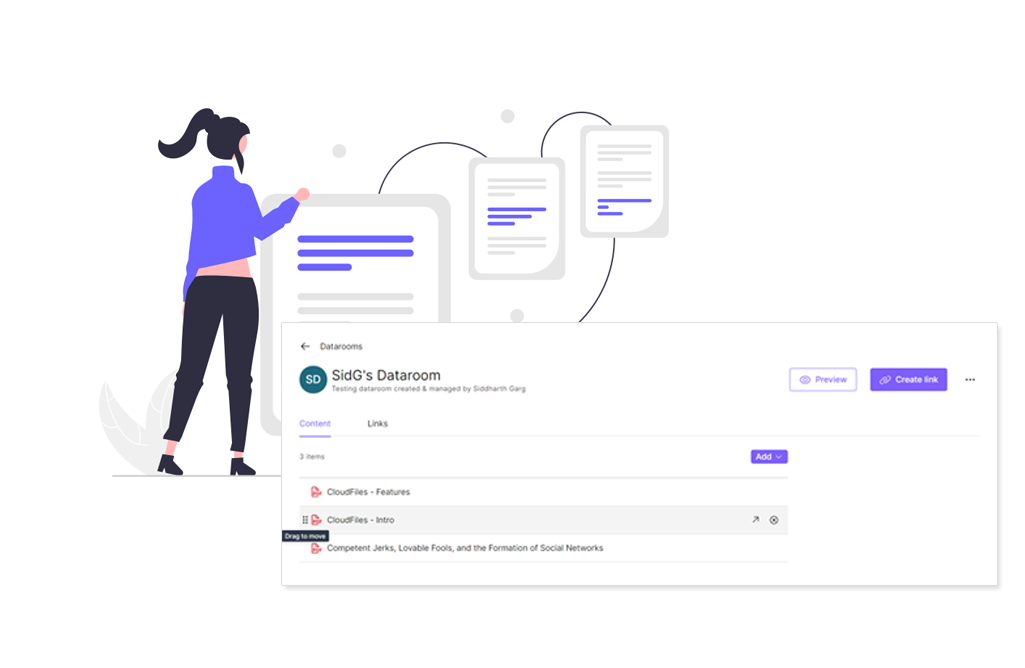 Datarooms
SD
SidG's Dataroom
Testing dataroom created & managed by Siddharth Garg
Preview
Create link
Content
Links
3 items
Add
CloudFiles - Features
CloudFiles - Intro
Drag to move
Competent Jerks, Lovable Fools, and the Formation of Social Networks